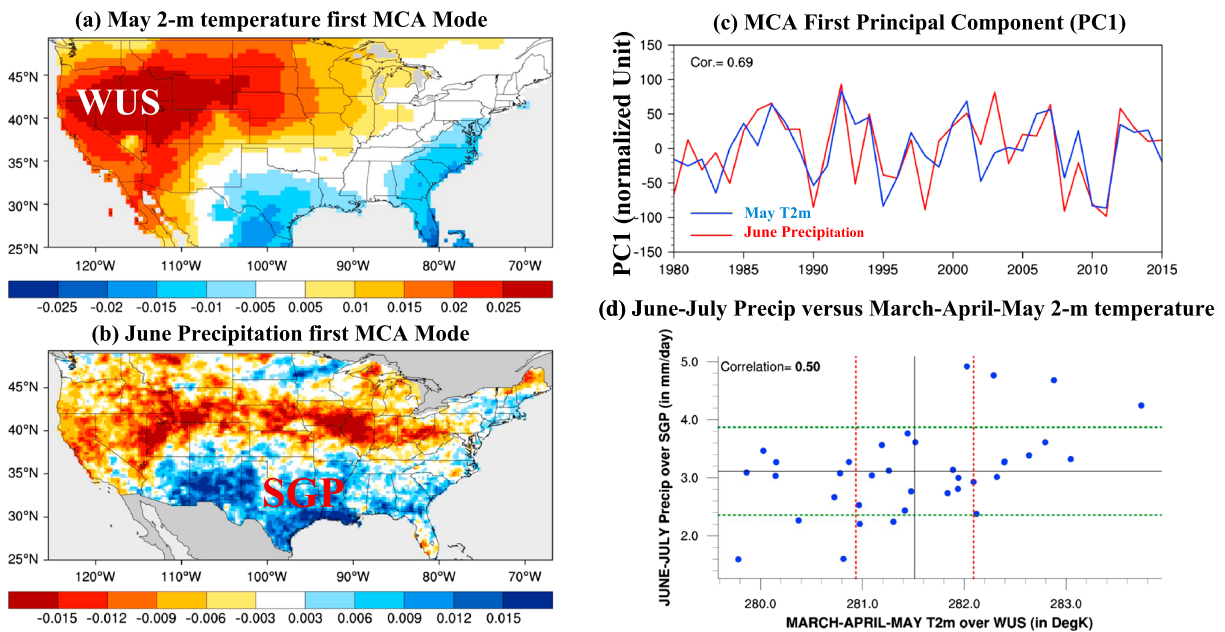 (a) May 2-m temperature first MCA Mode
45°N
40°N
35°N
30°N
25°N
WUS
120°W 110°W 100°W 90°W 80°W 70°W
-0.025 -0.02 -0.015 -0.01 -0.005 0.005 0.01 0.015 0.02 0.025
(b) June Precipitation first MCA Mode
45°N
40°N
35°N
30°N
25°N
SGP
120°W 110°W 100°W 90°W 80°W 70°W
-0.015 -0.012 -0.009 -0.006 -0.003 0.003 0.006 0.009 0.012 0.015
(c) MCA First Principal Component (PC1)
PC1 (normalized Unit)
150
100
50
0
-50
-100
-150
Cor.= 0.69
May T2m
June Precipitation
1980 1985 1990 1995 2000 2005 2010 2015
(d) June-July Precip versus March-April-May 2-m temperature
JUNE-JULY Precip over SGP (in mm/day)
5.0
4.0
3.0
2.0
Correlation= 0.50
280.0 281.0 282.0 283.0
MARCH-APRIL-MAY T2m over WUS (in DegK)